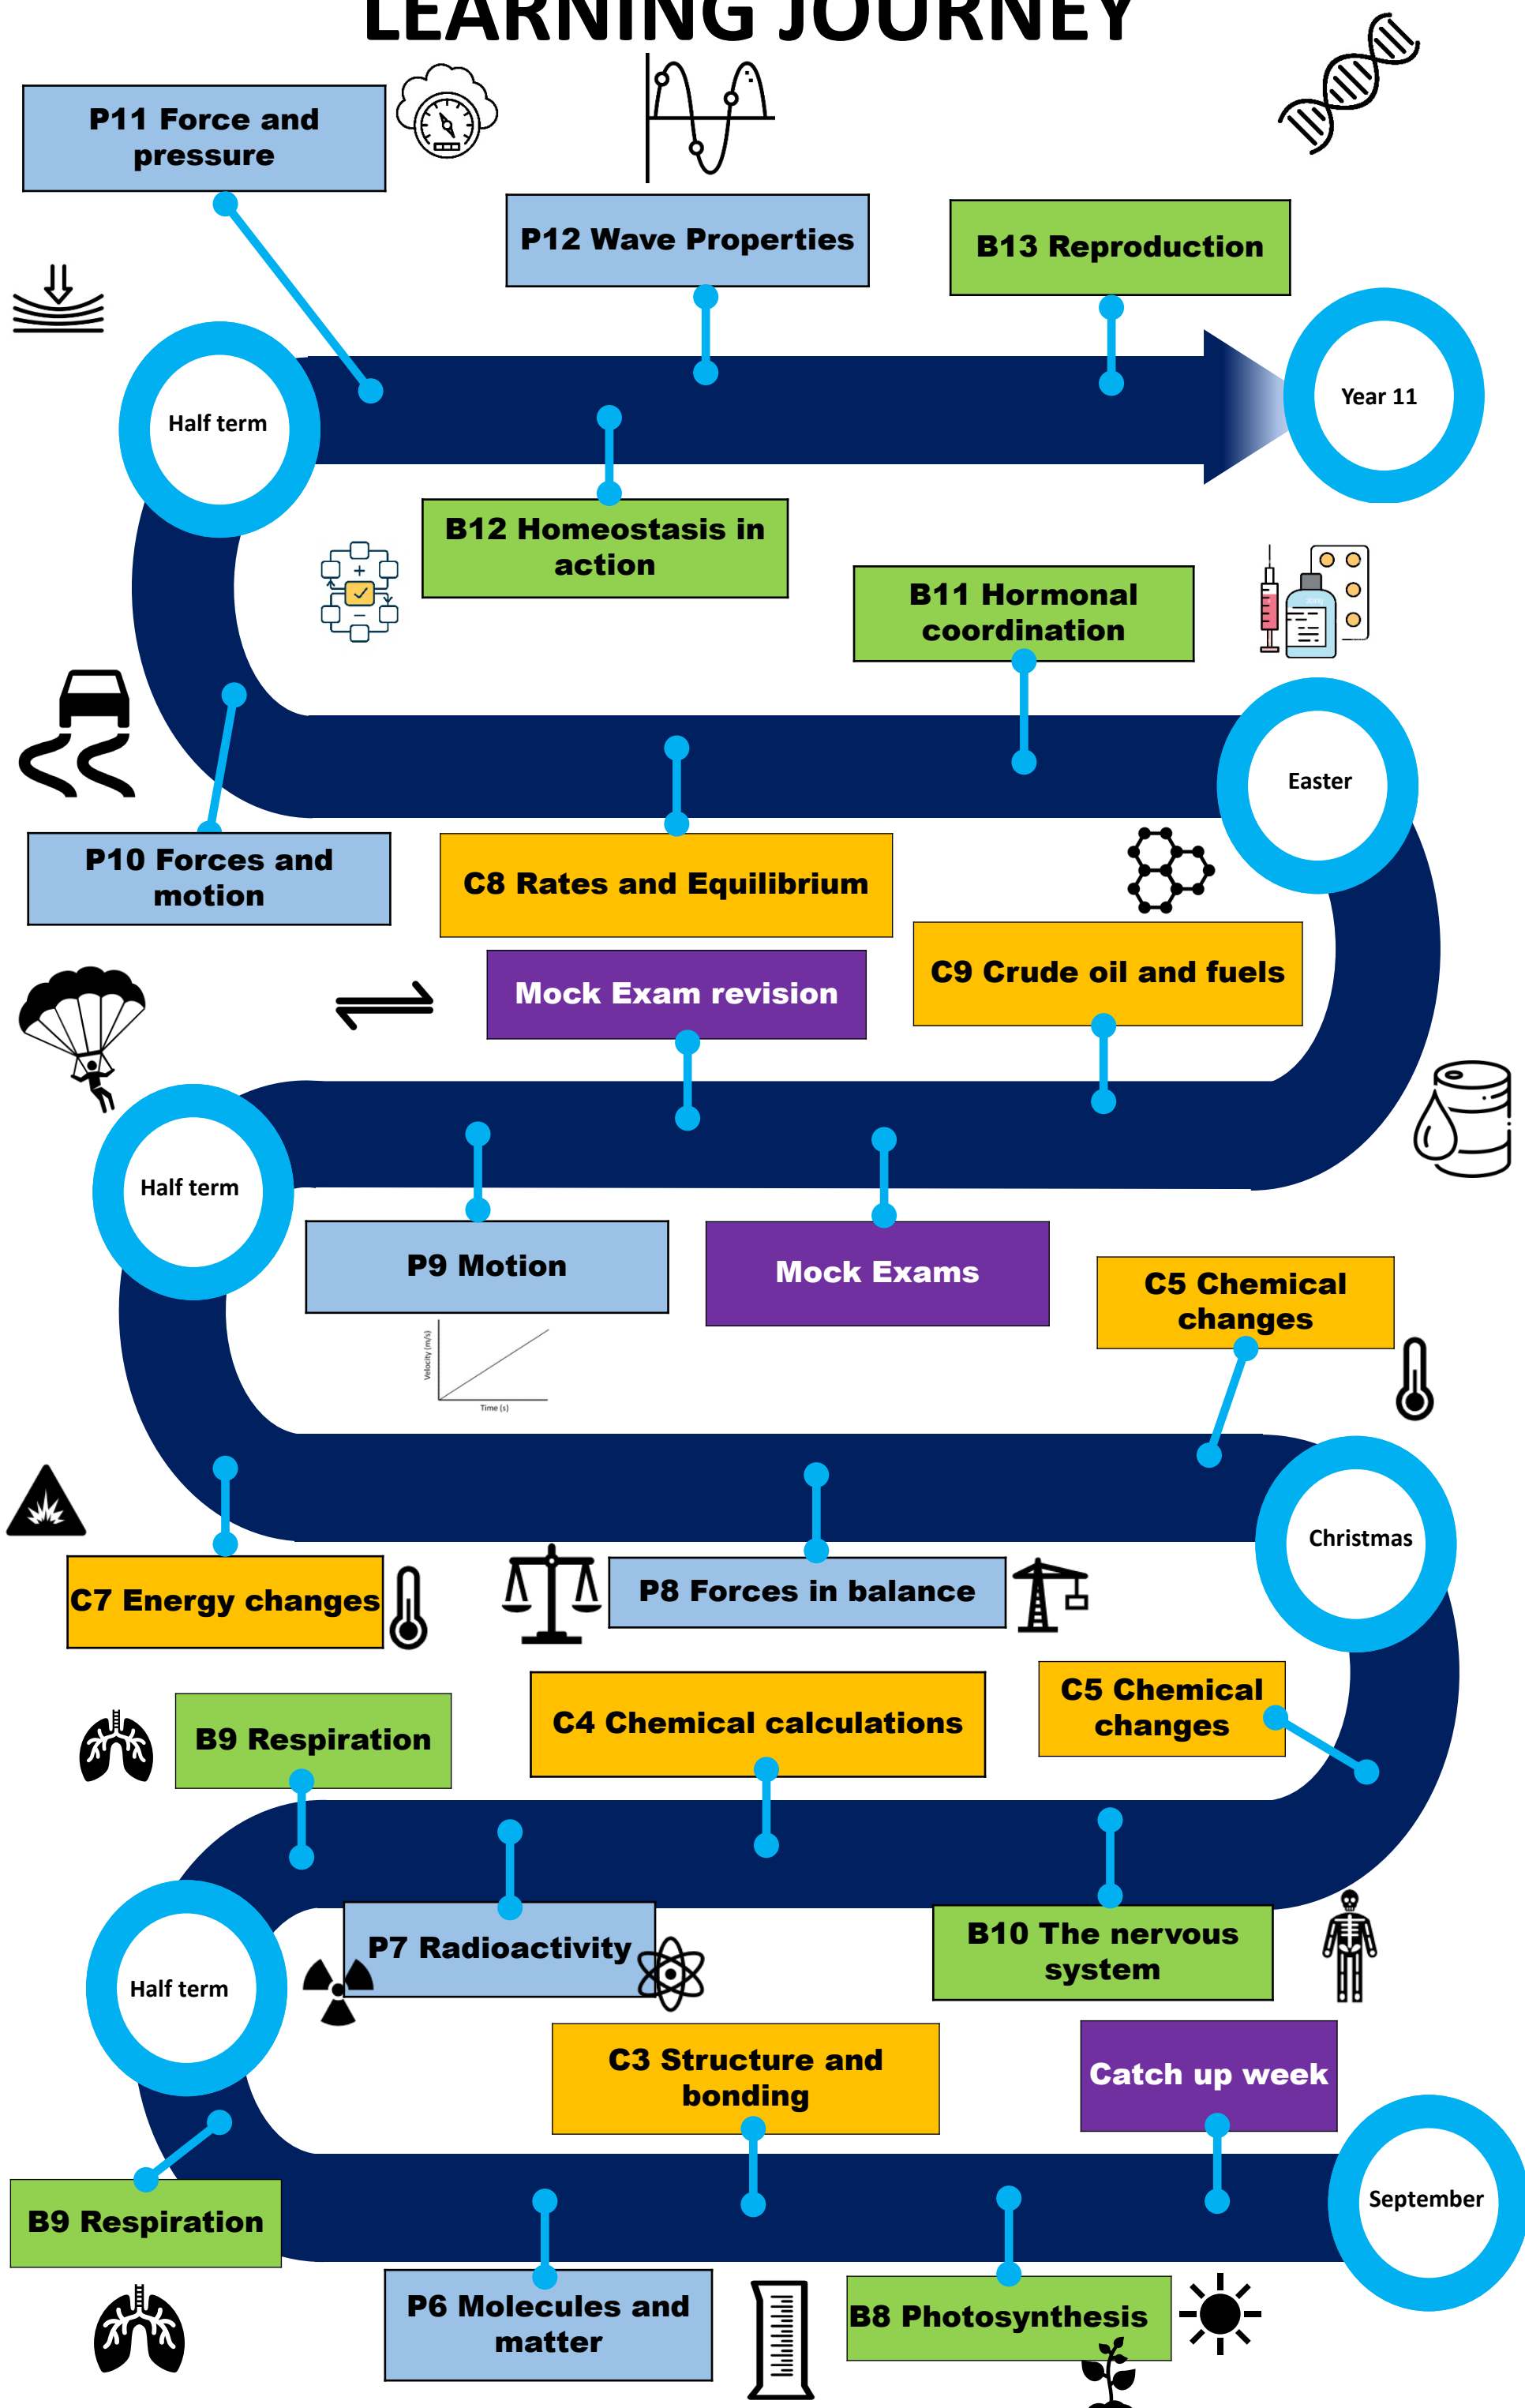 LEARNING JOURNEY
P11 Force and
pressure
P12 Wave Properties
B13 Reproduction
Half term
Year 11
B12 Homeostasis in
action
B11 Hormonal
coordination
Easter
P10 Forces and
motion
C8 Rates and Equilibrium
C9 Crude oil and fuels
Mock Exam revision
Half term
P9 Motion
Mock Exams
C5 Chemical
changes
Velocity (m/s)
Time (s)
Christmas
C7 Energy changes
P8 Forces in balance
B9 Respiration
C4 Chemical calculations
C5 Chemical
changes
P7 Radioactivity
B10 The nervous
system
Half term
C3 Structure and
bonding
Catch up week
September
B9 Respiration
P6 Molecules and
matter
B8 Photosynthesis